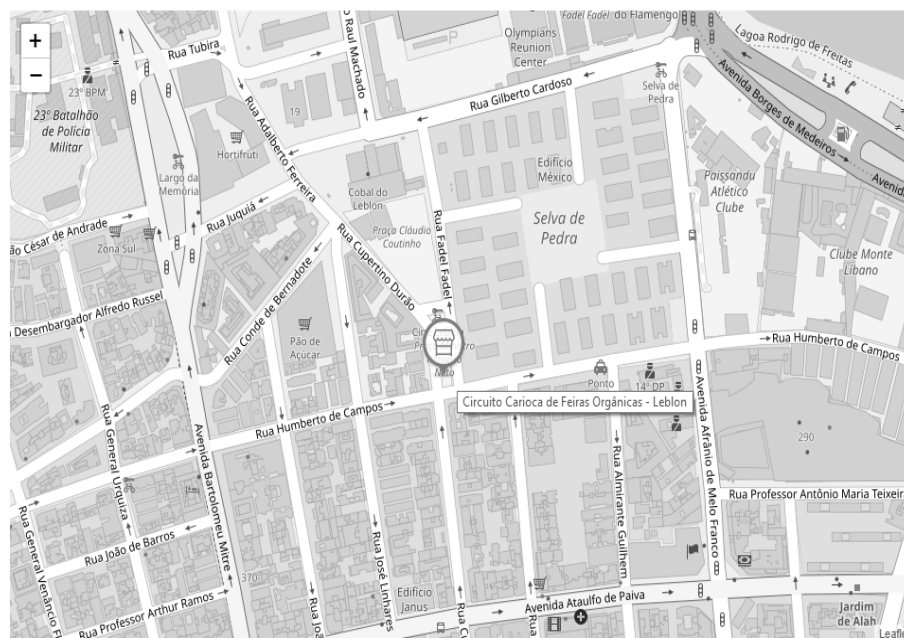 +
−
Rua Tubira
23º BPM
23º Batalhão
de Polícia
Militar
19
Hortifruti
Largo da
Memória
Rua Adalberto Ferreira
Raul Machado
P
Olympians
Reunion
Center
Fadel Fadel
do Flamengo
Rua Gilberto Cardoso
Selva de
Pedra
Lagoa Rodrigo de Freitas
Avenida Borges de Medeiros
Paissandu
Atlético
Clube
Clube Monte
Líbano
Edifício
México
Selva de
Pedra
Cobal do
Leblon
Praça Cláudio
Coutinho
Rua Fadel Fadel
Rua Juquiá
César de Andrade
Zona Sul
Rua Cupertino Durão
Rua Conde de Bernadote
Desembargador Alfredo Russel
Pão de
Açúcar
Rua Humberto de Campos
Ponto
14º DP
Circuito Carioca de Feiras Orgânicas - Leblon
Rua Humberto de Campos
290
Rua General Urquiza
Avenida Bartolomeu Mitre
Rua Almirante Guilhem
Avenida Afrânio de Melo Franco
Rua Professor Antônio Maria Teixeira
Rua João de Barros
Rua José Linhares
370
Edifício
Janus
Rua Professor Arthur Ramos
Avenida Ataulfo de Paiva
Jardim
de Alah